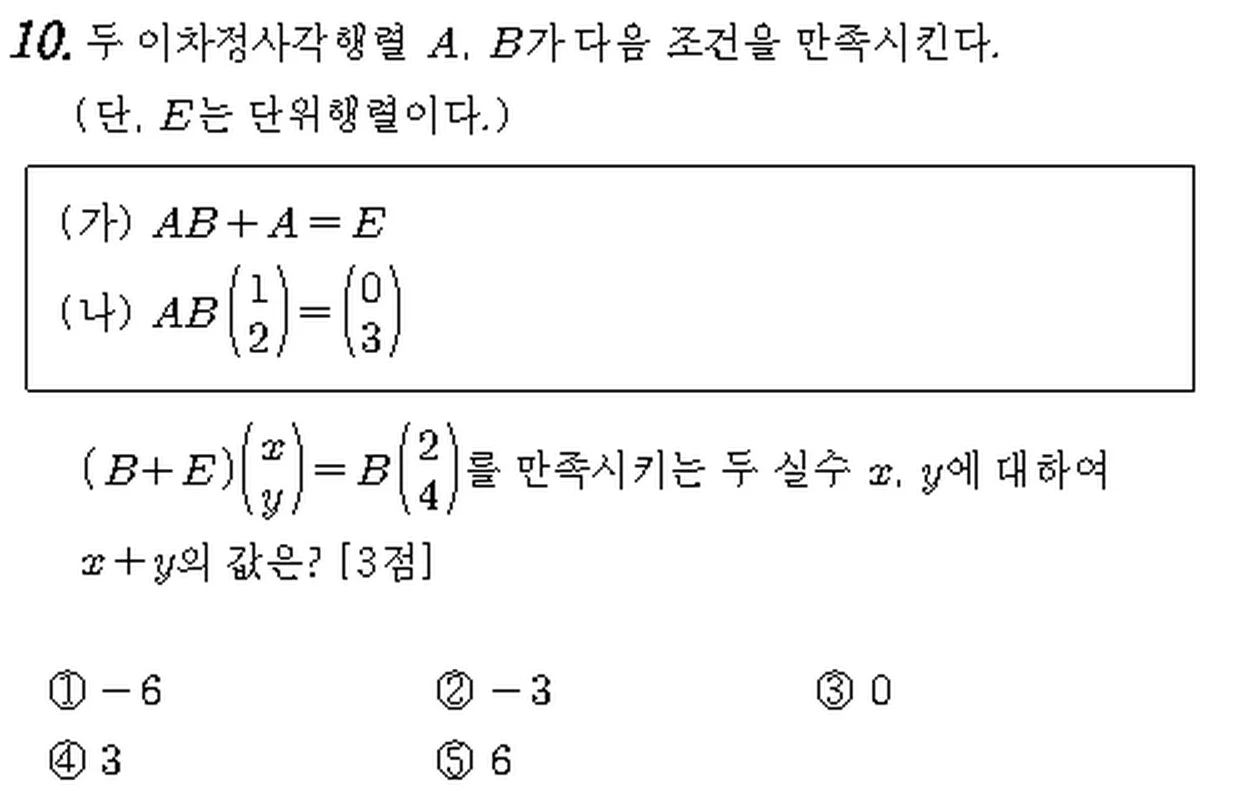 10. 두 이차정사각행렬 A, B가 다음 조건을 만족시킨다.
(단, E는 단위행렬이다.)
(가) AB + A = E
(나) AB(1 2) = (0 3)
(B + E)(x y) = B(2 4)를 만족시키는 두 실수 x, y에 대하여
x + y의 값은? [3점]
① -6 ② -3 ③ 0
④ 3 ⑤ 6